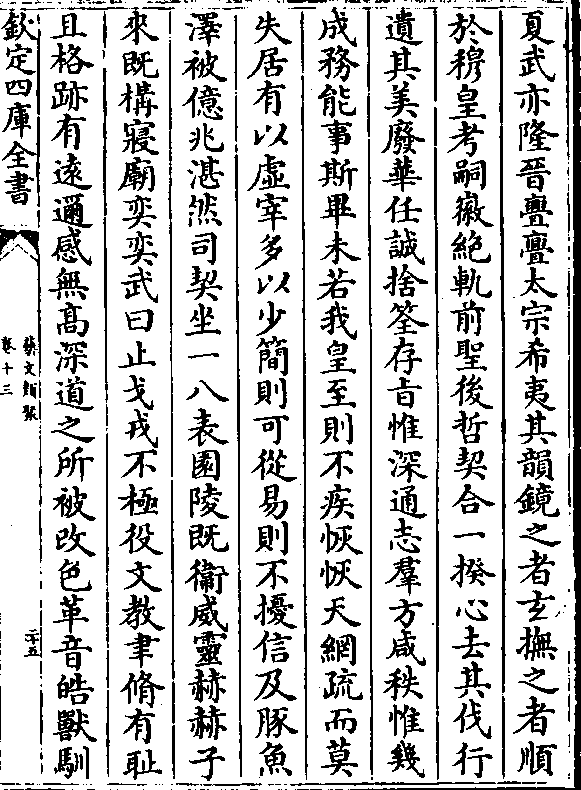 夏武亦隆晉亹亹太宗希夷其韻鏡之者玄撫之者順
於穆皇考嗣徽絶軌前聖後哲契合一揆心去其伐行
遺其美廢華任誠捨筌存旨惟深通志羣方咸秩惟幾
成務能事斯畢未若我皇至則不疾恢恢天網疏而莫
失居有以虛宰多以少簡則可從易則不擾信及豚魚
澤被億兆湛然司契坐一八表園陵既衛威靈赫赫子
來既構寢廟奕奕武曰止戈戎不極役文教聿脩有耻
且格跡有遠邇感無髙深道之所被改色革音皓獸馴
欽定四庫全書
藝文類聚
卷十三
二十五